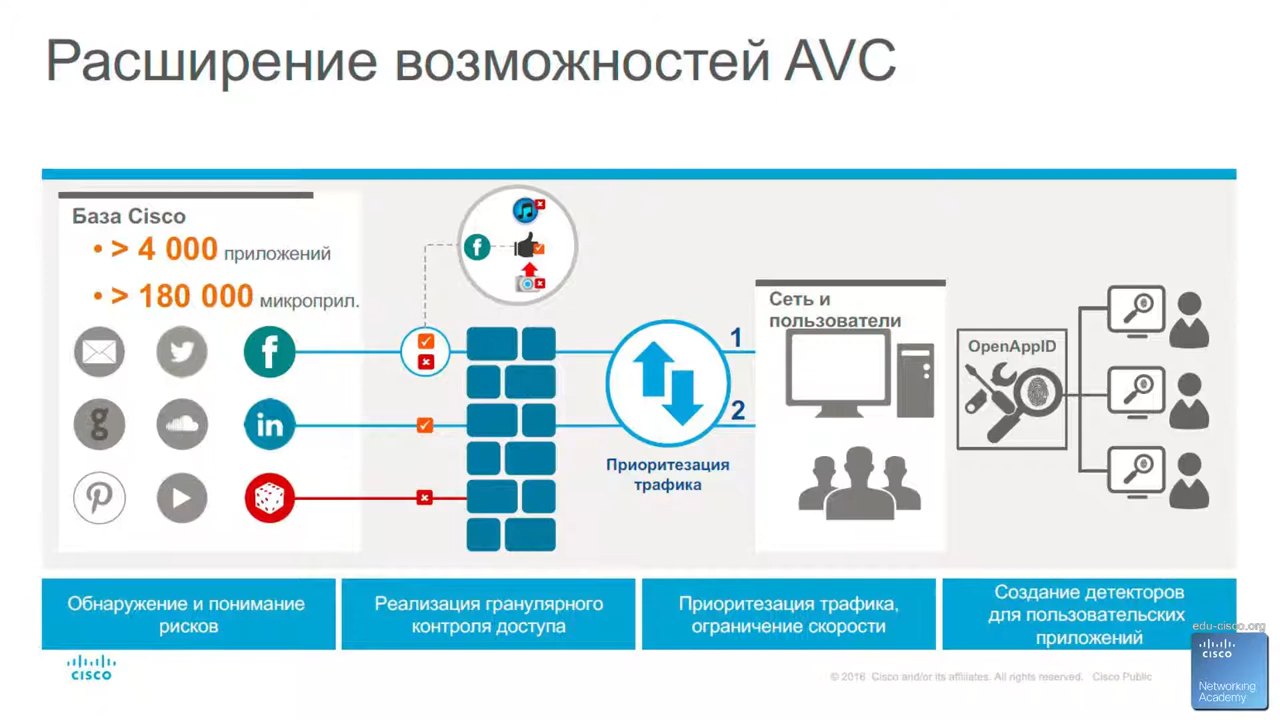 Расширение возможностей AVC
База Cisco
• > 4 000 приложений
• > 180 000 микроприл.
1
2
Приоритезация
трафика
Сеть и
пользователи
OpenAppID
Обнаружение и понимание
рисков
Реализация гранулярного
контроля доступа
Приоритезация трафика,
ограничение скорости
Создание детекторов
для пользовательских
приложений
edu-cisco.org
CISCO
© 2016 Cisco and/or its affiliates. All rights reserved. Cisco Public
CISCO
Networking
Academy